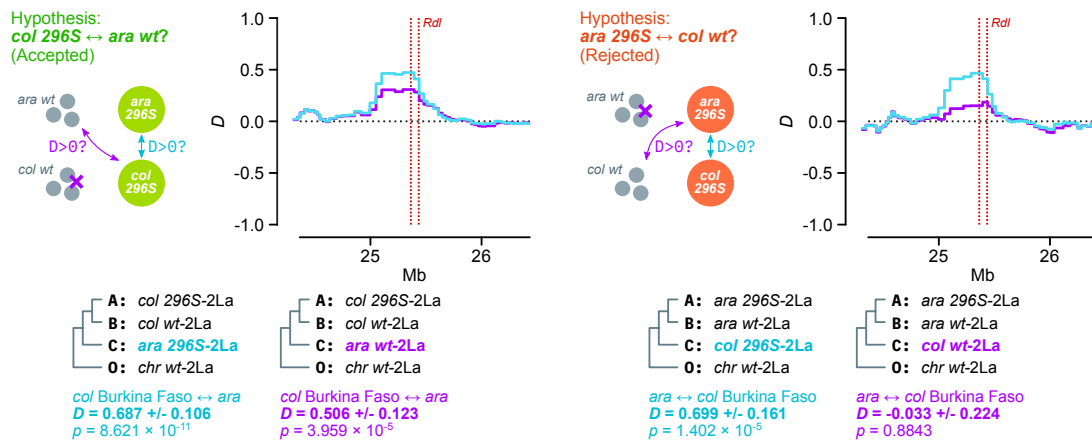 Hypothesis:
col 296S ↔ ara wt?
(Accepted)
ara wt
ara
296S
D>0?
D>0?
col wt
col
296S
1.0
0.5
0.0
-0.5
-1.0
D
Rdl
25
26
Mb
A: col 296S-2La
B: col wt-2La
C: ara 296S-2La
O: chr wt-2La
col Burkina Faso ↔ ara
D = 0.687 +/- 0.106
p = 8.621 × 10⁻¹¹
A: col 296S-2La
B: col wt-2La
C: ara wt-2La
O: chr wt-2La
col Burkina Faso ↔ ara
D = 0.506 +/- 0.123
p = 3.959 × 10⁻⁵
Hypothesis:
ara 296S ↔ col wt?
(Rejected)
ara wt
ara
296S
D>0?
D>0?
col wt
col
296S
1.0
0.5
0.0
-0.5
-1.0
D
Rdl
25
26
Mb
A: ara 296S-2La
B: ara wt-2La
C: col 296S-2La
O: chr wt-2La
ara ↔ col Burkina Faso
D = 0.699 +/- 0.161
p = 1.402 × 10⁻⁵
A: ara 296S-2La
B: ara wt-2La
C: col wt-2La
O: chr wt-2La
ara ↔ col Burkina Faso
D = -0.033 +/- 0.224
p = 0.8843